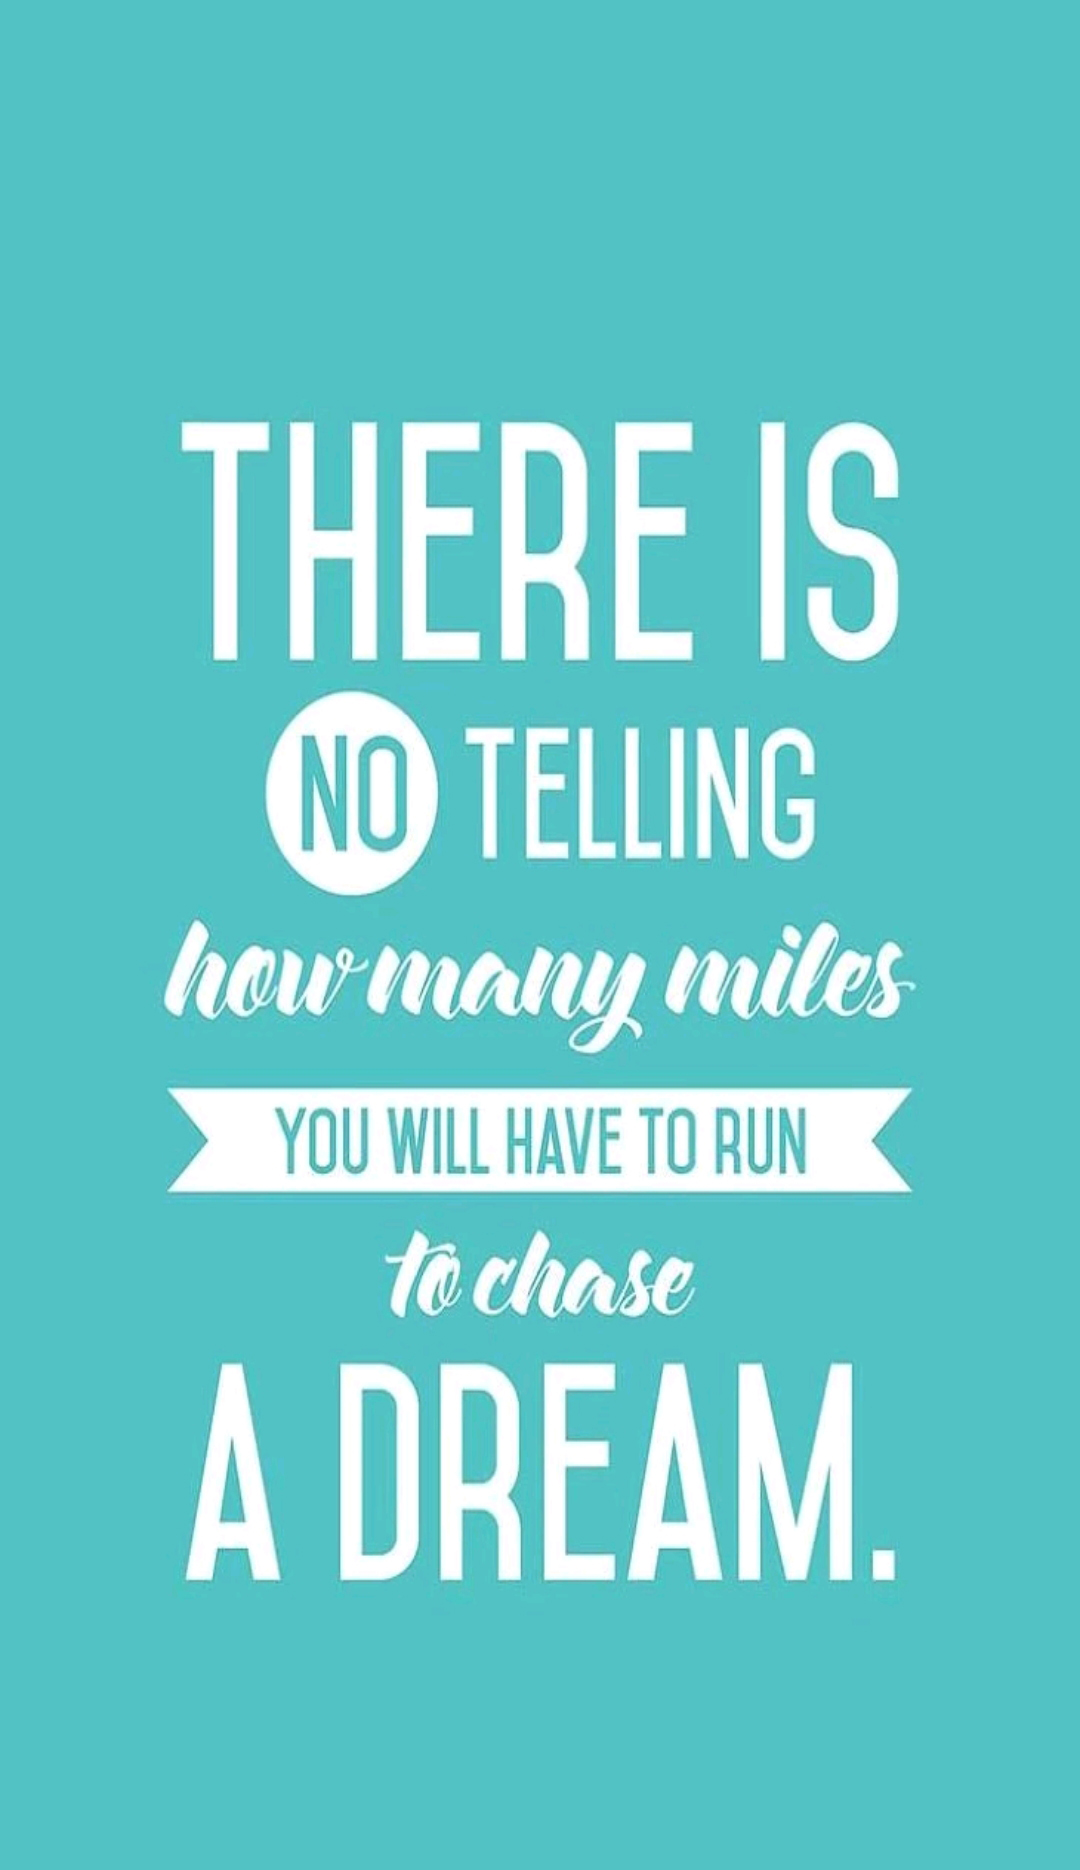 THERE IS
NO TELLING
how many miles
YOU WILL HAVE TO RUN
to chase
A DREAM.